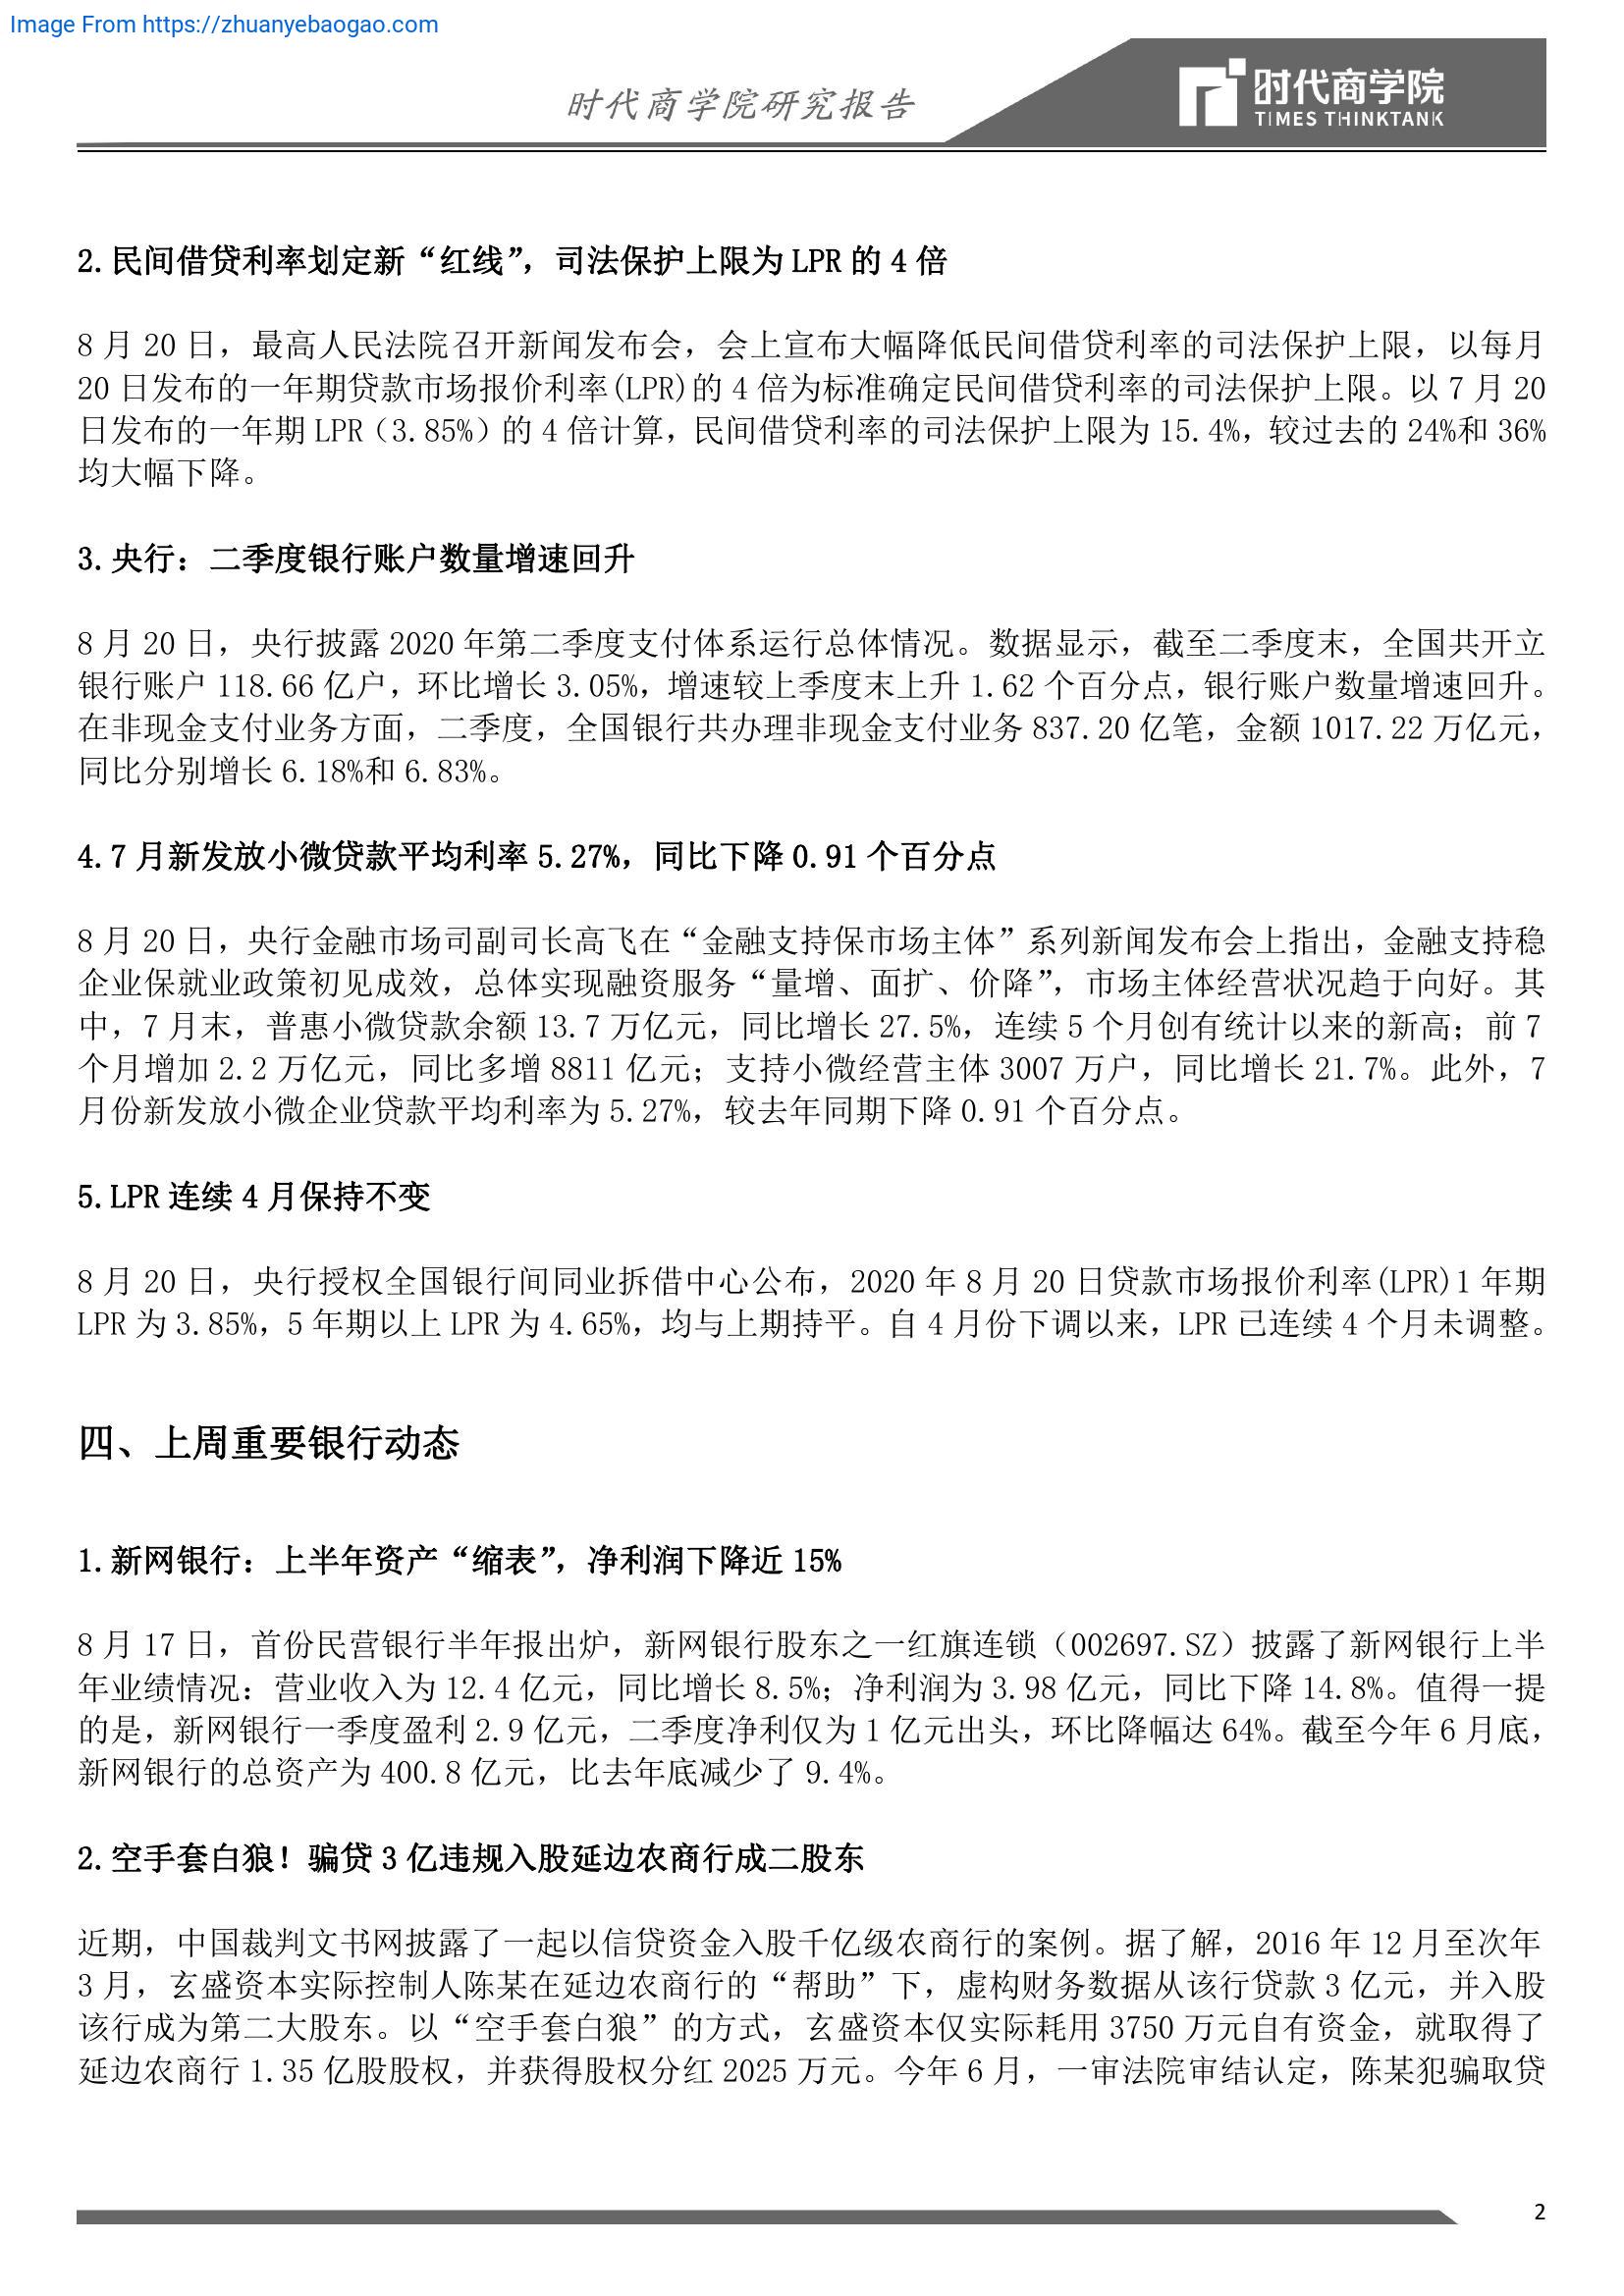 Image From https://zhuanyebaogao.com
时代商学院研究报告
时代商学院
TIMES THINKTANK
2.民间借贷利率划定新“红线”，司法保护上限为 LPR 的 4 倍
8 月 20 日，最高人民法院召开新闻发布会，会上宣布大幅降低民间借贷利率的司法保护上限，以每月
20 日发布的一年期贷款市场报价利率(LPR)的 4 倍为标准确定民间借贷利率的司法保护上限。以 7 月 20
日发布的一年期 LPR（3.85%）的 4 倍计算，民间借贷利率的司法保护上限为 15.4%，较过去的 24%和 36%
均大幅下降。
3.央行：二季度银行账户数量增速回升
8 月 20 日，央行披露 2020 年第二季度支付体系运行总体情况。数据显示，截至二季度末，全国共开立
银行账户 118.66 亿户，环比增长 3.05%，增速较上季度末上升 1.62 个百分点，银行账户数量增速回升。
在非现金支付业务方面，二季度，全国银行共办理非现金支付业务 837.20 亿笔，金额 1017.22 万亿元，
同比分别增长 6.18%和 6.83%。
4.7 月新发放小微贷款平均利率 5.27%，同比下降 0.91 个百分点
8 月 20 日，央行金融市场司副司长高飞在“金融支持保市场主体”系列新闻发布会上指出，金融支持稳
企业保就业政策初见成效，总体实现融资服务“量增、面扩、价降”，市场主体经营状况趋于向好。其
中，7 月末，普惠小微贷款余额 13.7 万亿元，同比增长 27.5%，连续 5 个月创有统计以来的新高；前 7
个月增加 2.2 万亿元，同比多增 8811 亿元；支持小微经营主体 3007 万户，同比增长 21.7%。此外，7
月份新发放小微企业贷款平均利率为 5.27%，较去年同期下降 0.91 个百分点。
5.LPR 连续 4 月保持不变
8 月 20 日，央行授权全国银行间同业拆借中心公布，2020 年 8 月 20 日贷款市场报价利率(LPR)1 年期
LPR 为 3.85%，5 年期以上 LPR 为 4.65%，均与上期持平。自 4 月份下调以来，LPR 已连续 4 个月未调整。
四、上周重要银行动态
1.新网银行：上半年资产“缩表”，净利润下降近 15%
8 月 17 日，首份民营银行半年报出炉，新网银行股东之一红旗连锁（002697.SZ）披露了新网银行上半
年业绩情况：营业收入为 12.4 亿元，同比增长 8.5%；净利润为 3.98 亿元，同比下降 14.8%。值得一提
的是，新网银行一季度盈利 2.9 亿元，二季度净利仅为 1 亿元出头，环比降幅达 64%。截至今年 6 月底，
新网银行的总资产为 400.8 亿元，比去年底减少了 9.4%。
2.空手套白狼！骗贷 3 亿违规入股延边农商行成二股东
近期，中国裁判文书网披露了一起以信贷资金入股千亿级农商行的案例。据了解，2016 年 12 月至次年
3 月，玄盛资本实际控制人陈某在延边农商行的“帮助”下，虚构财务数据从该行贷款 3 亿元，并入股
该行成为第二大股东。以“空手套白狼”的方式，玄盛资本仅实际耗用 3750 万元自有资金，就取得了
延边农商行 1.35 亿股股权，并获得股权分红 2025 万元。今年 6 月，一审法院审结认定，陈某犯骗取贷
2